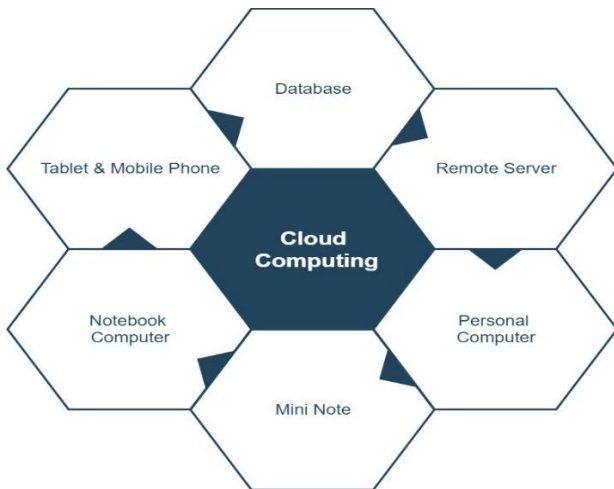 Database
Tablet & Mobile Phone
Remote Server
Cloud
Computing
Notebook
Computer
Personal
Computer
Mini Note